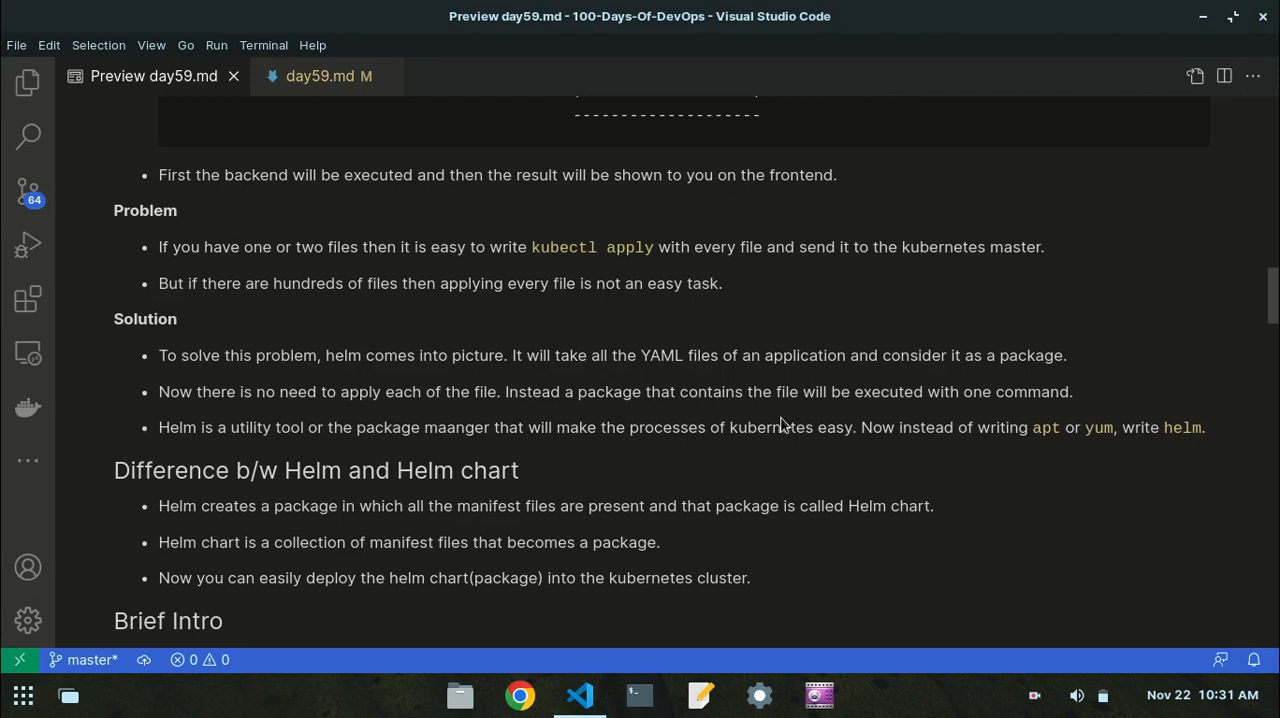 Preview day59.md - 100-Days-Of-DevOps - Visual Studio Code
File Edit Selection View Go Run Terminal Help
Preview day59.md day59.md M
--------------------
• First the backend will be executed and then the result will be shown to you on the frontend.
Problem
• If you have one or two files then it is easy to write kubectl apply with every file and send it to the kubernetes master.
• But if there are hundreds of files then applying every file is not an easy task.
Solution
• To solve this problem, helm comes into picture. It will take all the YAML files of an application and consider it as a package.
• Now there is no need to apply each of the file. Instead a package that contains the file will be executed with one command.
• Helm is a utility tool or the package maanger that will make the processes of kubernetes easy. Now instead of writing apt or yum, write helm.
Difference b/w Helm and Helm chart
• Helm creates a package in which all the manifest files are present and that package is called Helm chart.
• Helm chart is a collection of manifest files that becomes a package.
• Now you can easily deploy the helm chart(package) into the kubernetes cluster.
Brief Intro
64
master* 0 0
Nov 22 10:31 AM